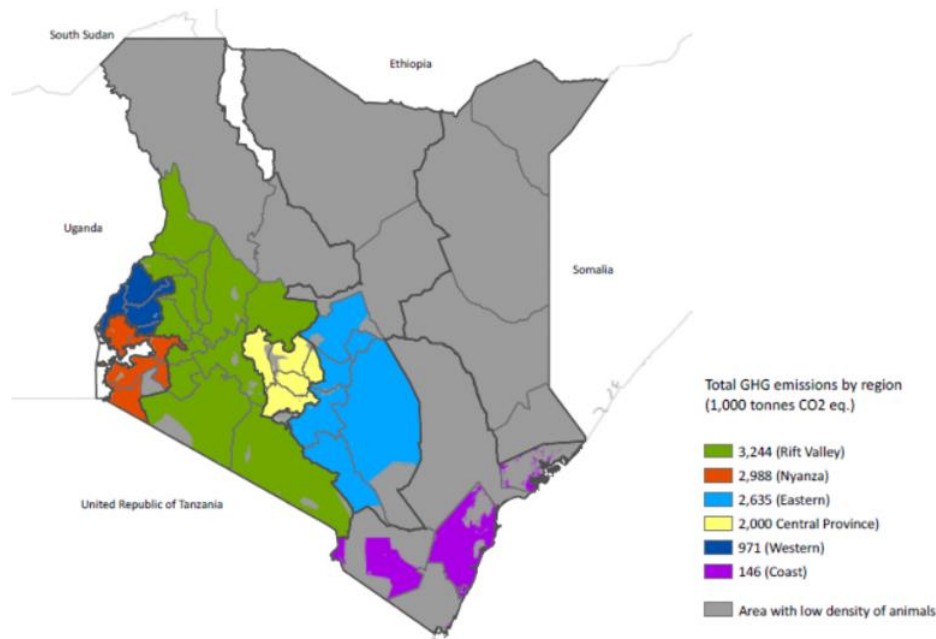 South Sudan
Ethiopia
Uganda
Somalia
United Republic of Tanzania
Total GHG emissions by region
(1,000 tonnes CO2 eq.)
3,244 (Rift Valley)
2,988 (Nyanza)
2,635 (Eastern)
2,000 Central Province)
971 (Western)
146 (Coast)
Area with low density of animals